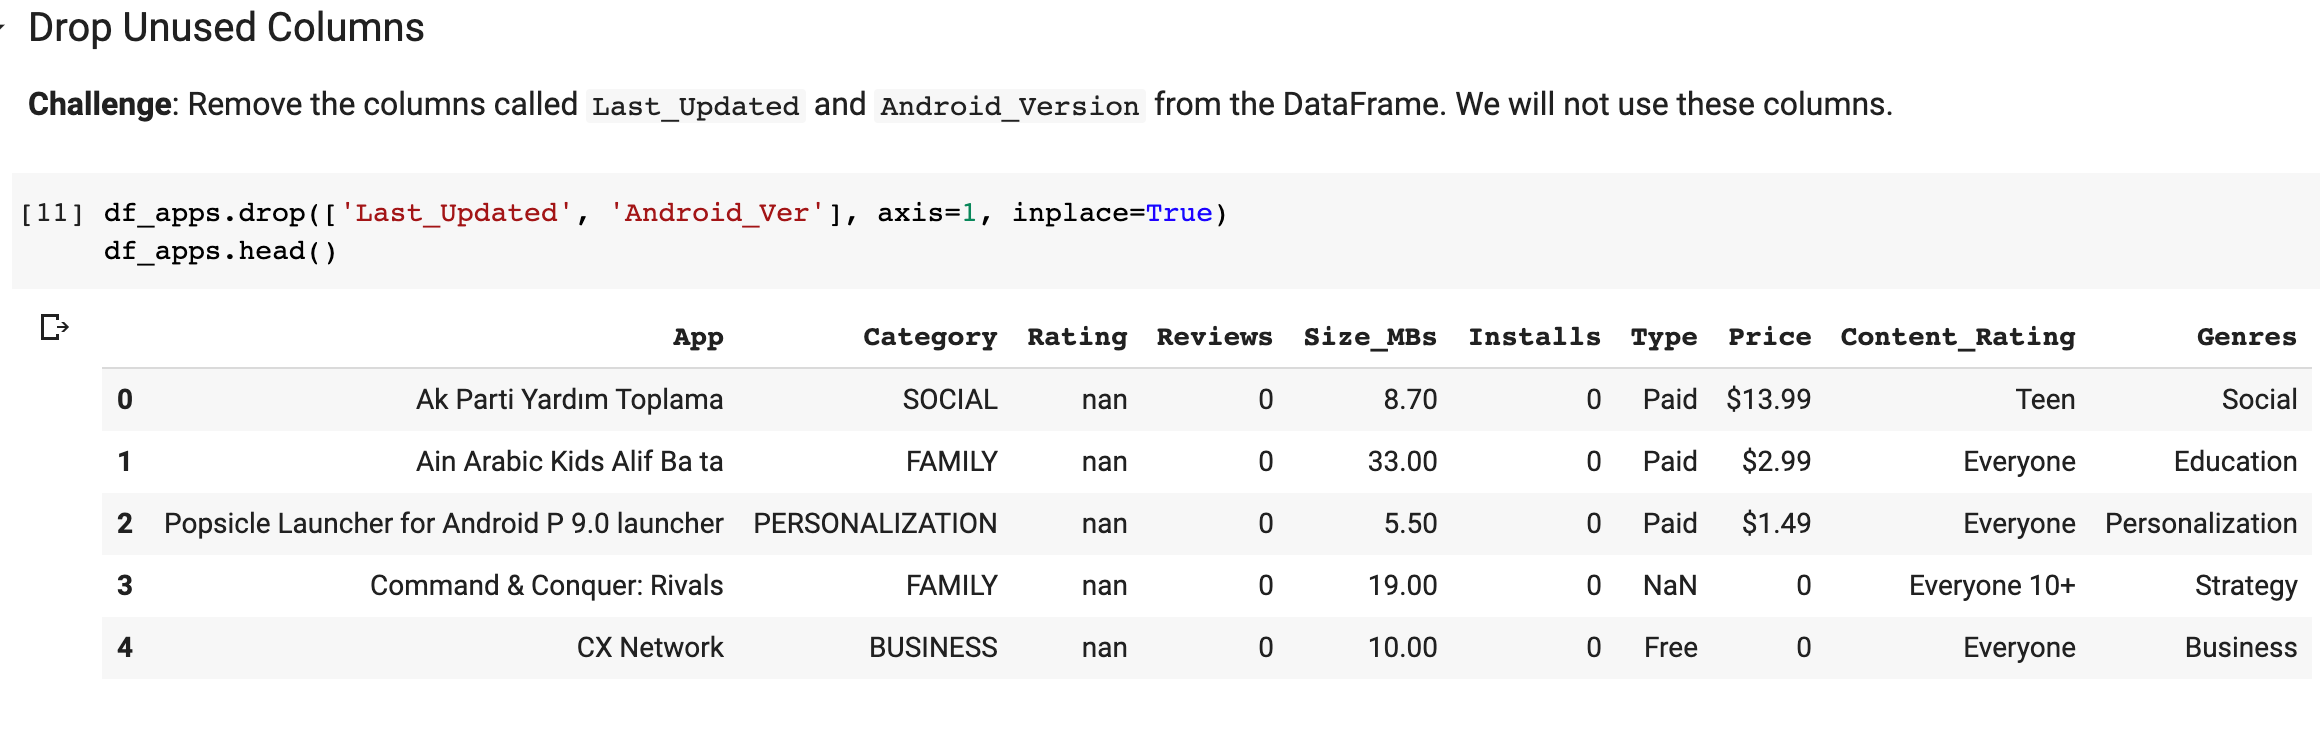 Drop Unused Columns
Challenge: Remove the columns called Last_Updated and Android_Version from the DataFrame. We will not use these columns.
[11] df_apps.drop(['Last_Updated', 'Android_Ver'], axis=1, inplace=True)
df_apps.head()
App Category Rating Reviews Size_MBs Installs Type Price Content_Rating Genres
0 Ak Parti Yardım Toplama SOCIAL nan 0 8.70 0 Paid $13.99 Teen Social
1 Ain Arabic Kids Alif Ba ta FAMILY nan 0 33.00 0 Paid $2.99 Everyone Education
2 Popsicle Launcher for Android P 9.0 launcher PERSONALIZATION nan 0 5.50 0 Paid $1.49 Everyone Personalization
3 Command & Conquer: Rivals FAMILY nan 0 19.00 0 NaN 0 Everyone 10+ Strategy
4 CX Network BUSINESS nan 0 10.00 0 Free 0 Everyone Business